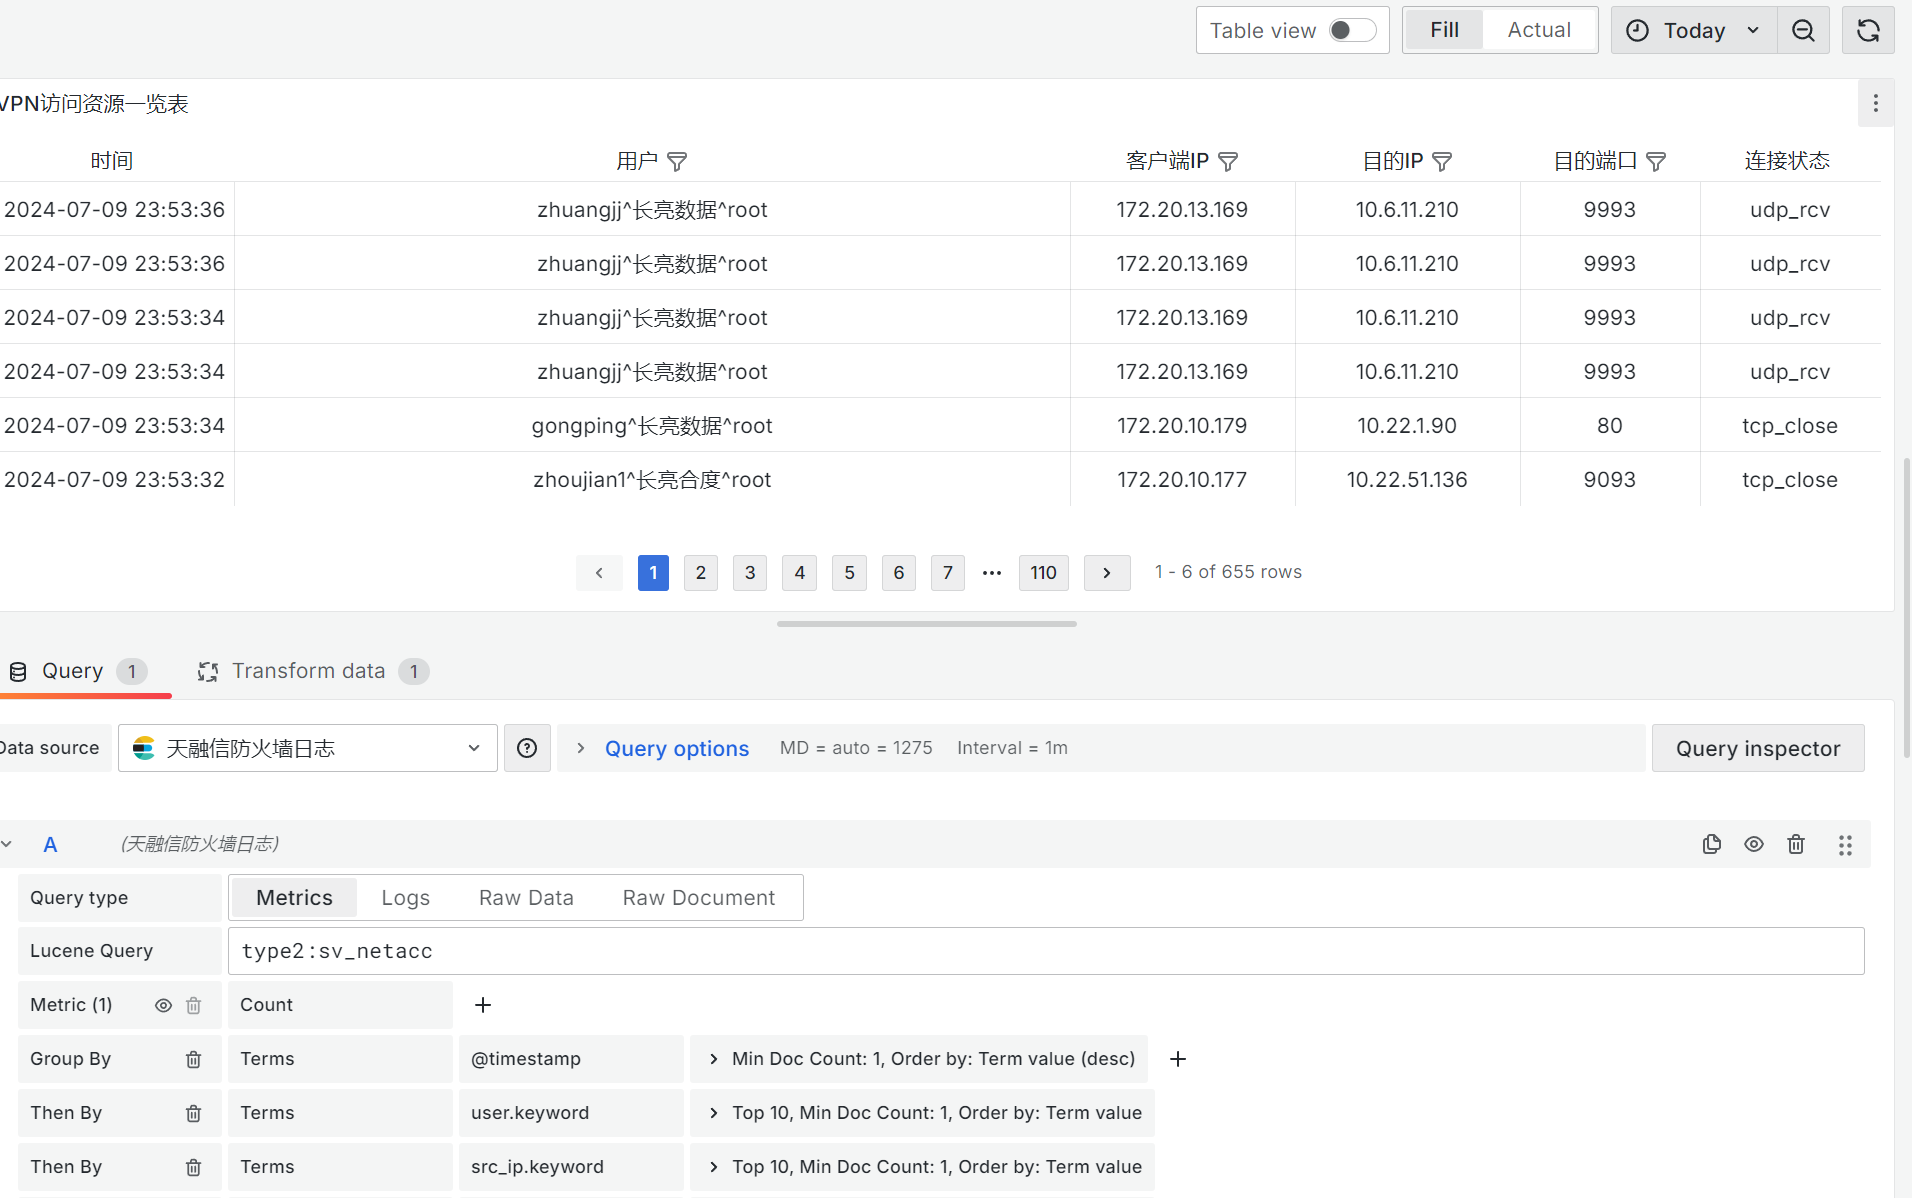 Table view Fill Actual Today
VPN访问资源一览表
时间 用户 客户端IP 目的IP 目的端口 连接状态
2024-07-09 23:53:36 zhuangjj^长亮数据^root 172.20.13.169 10.6.11.210 9993 udp_rcv
2024-07-09 23:53:36 zhuangjj^长亮数据^root 172.20.13.169 10.6.11.210 9993 udp_rcv
2024-07-09 23:53:34 zhuangjj^长亮数据^root 172.20.13.169 10.6.11.210 9993 udp_rcv
2024-07-09 23:53:34 zhuangjj^长亮数据^root 172.20.13.169 10.6.11.210 9993 udp_rcv
2024-07-09 23:53:34 gongping^长亮数据^root 172.20.10.179 10.22.1.90 80 tcp_close
2024-07-09 23:53:32 zhoujian1^长亮合度^root 172.20.10.177 10.22.51.136 9093 tcp_close
1 2 3 4 5 6 7 ··· 110 1 - 6 of 655 rows
Query 1 Transform data 1
Data source 天融信防火墙日志 Query options MD = auto = 1275 Interval = 1m Query inspector
A (天融信防火墙日志)
Query type Metrics Logs Raw Data Raw Document
Lucene Query type2:sv_netacc
Metric (1) Count
Group By Terms @timestamp Min Doc Count: 1, Order by: Term value (desc)
Then By Terms user.keyword Top 10, Min Doc Count: 1, Order by: Term value
Then By Terms src_ip.keyword Top 10, Min Doc Count: 1, Order by: Term value